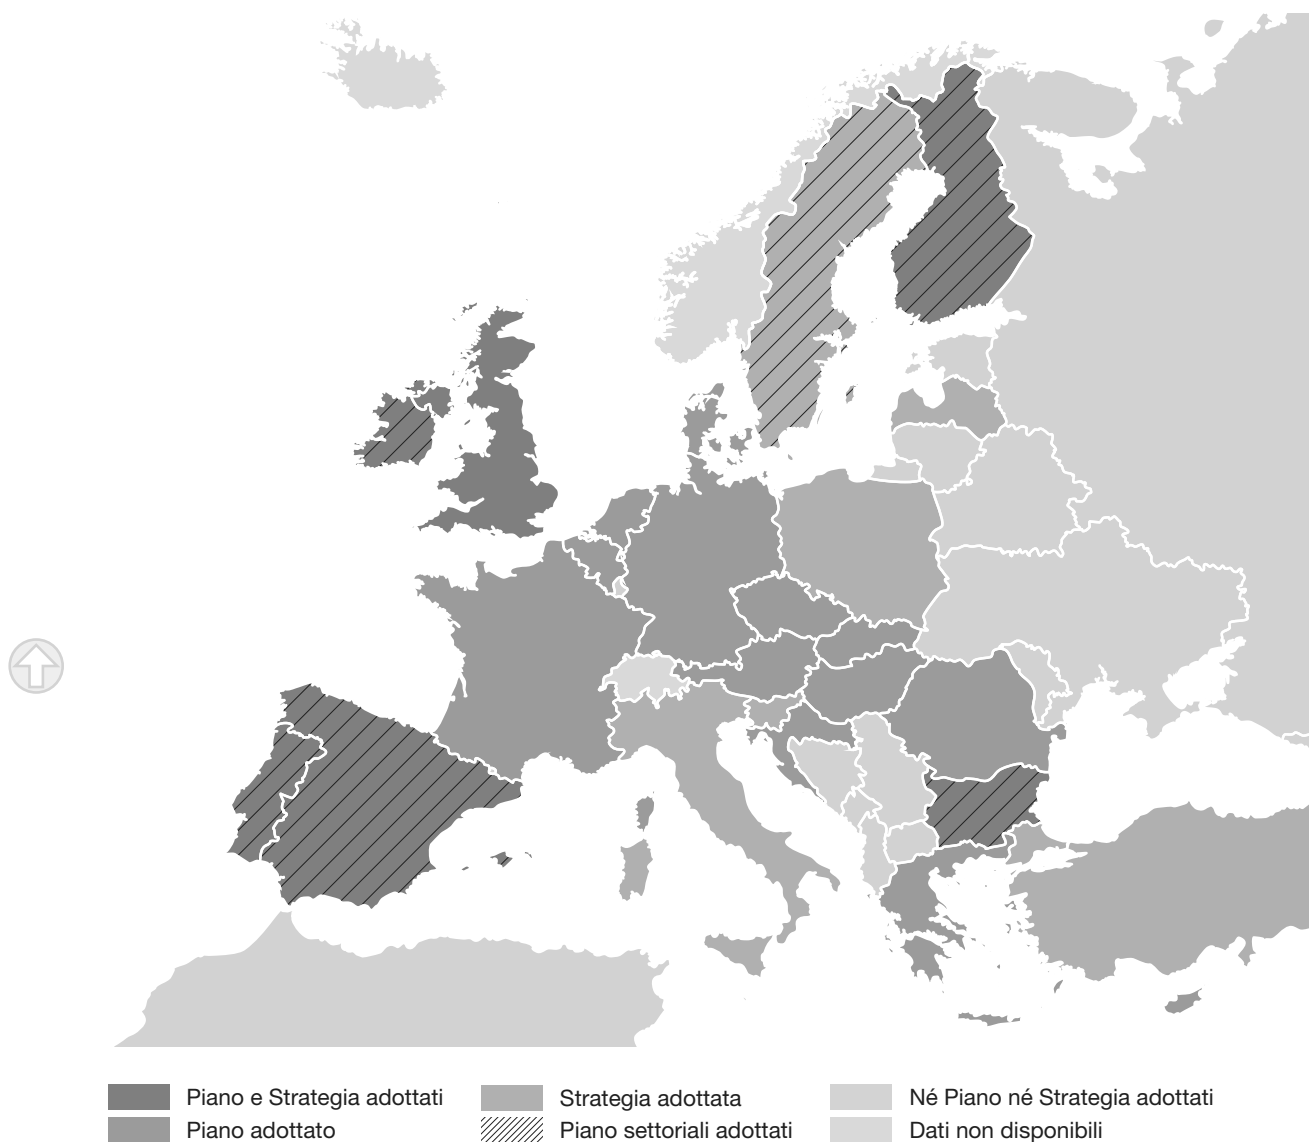 Piano e Strategia adottati
Piano adottato
Strategia adottata
Piano settoriali adottati
Né Piano né Strategia adottati
Dati non disponibili